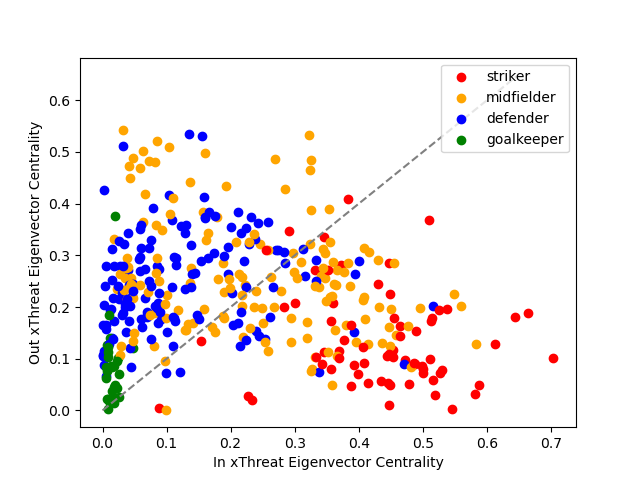 striker
midfielder
defender
goalkeeper
Out xThreat Eigenvector Centrality
0.6
0.5
0.4
0.3
0.2
0.1
0.0
0.0 0.1 0.2 0.3 0.4 0.5 0.6 0.7
In xThreat Eigenvector Centrality